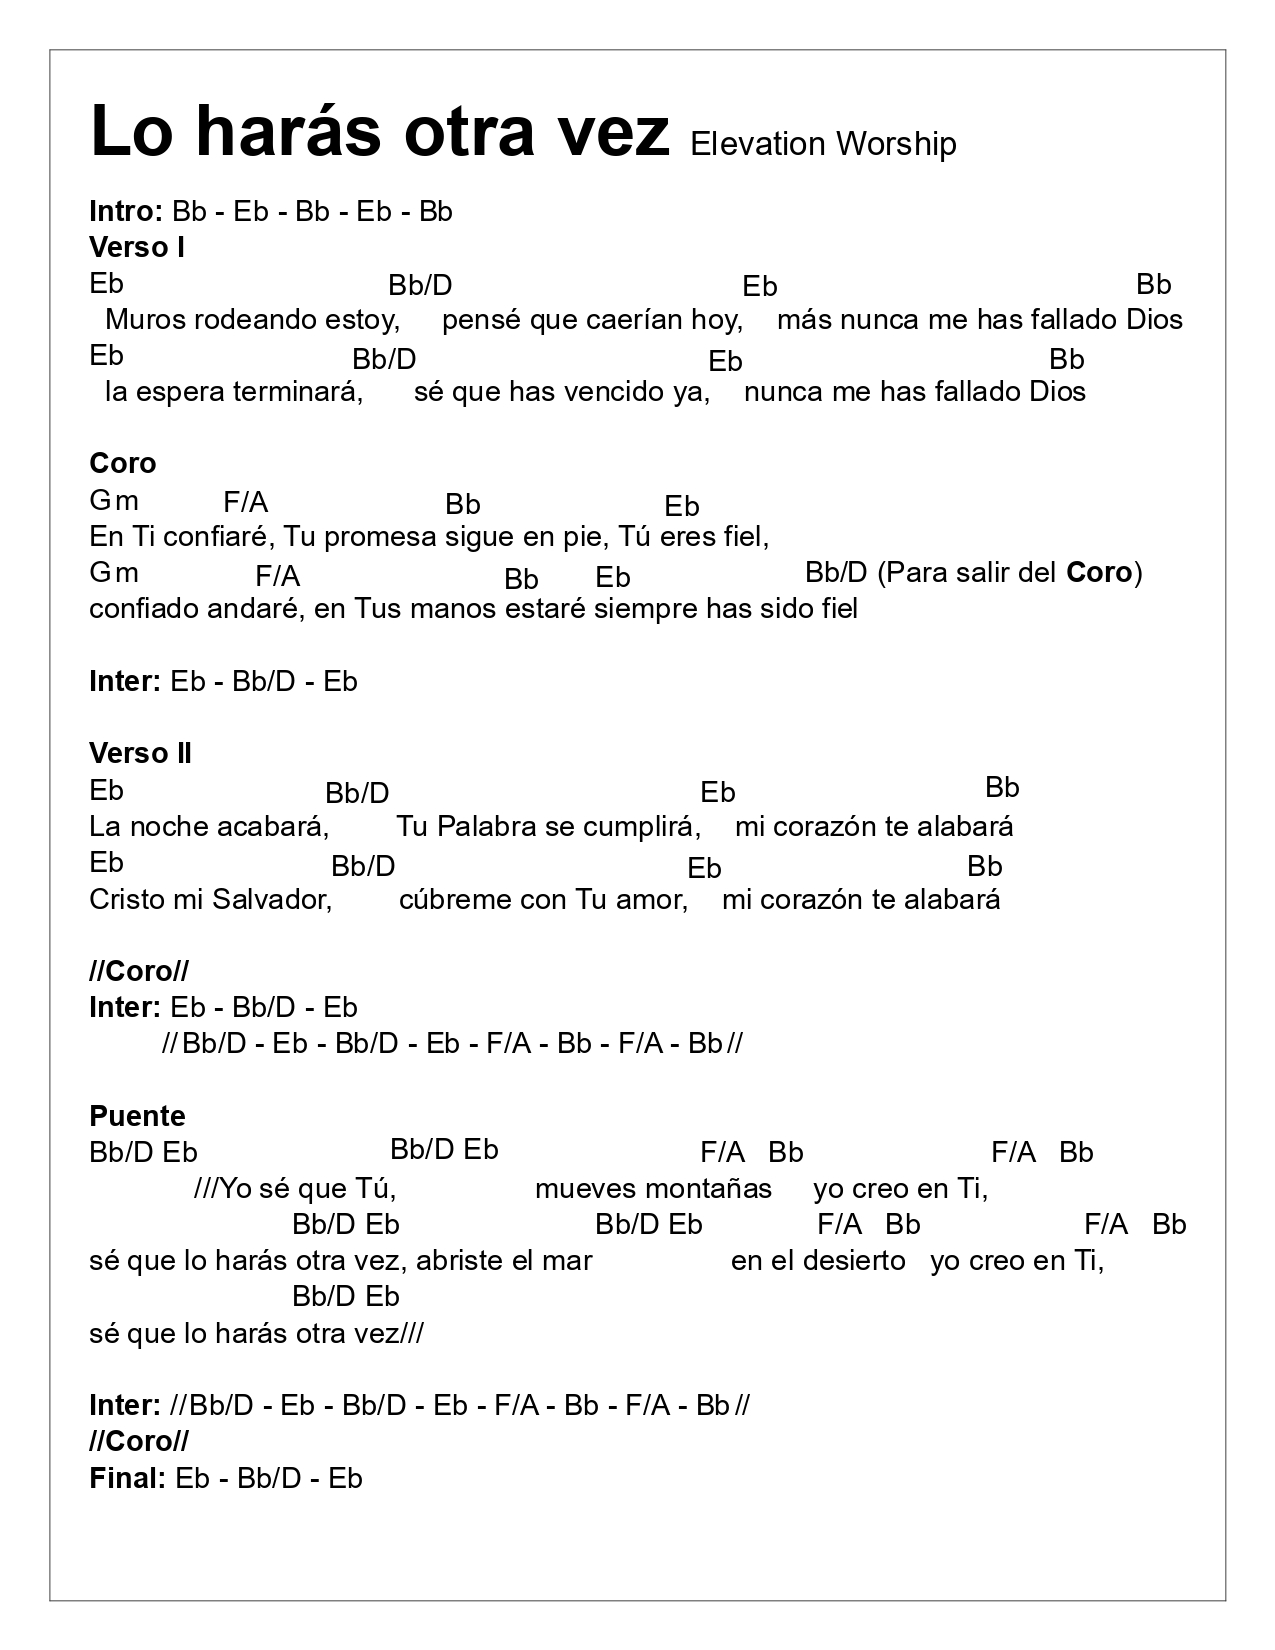 Lo harás otra vez Elevation Worship
Intro: Bb - Eb - Bb - Eb - Bb
Verso I
Eb Bb/D Eb Bb
Muros rodeando estoy, pensé que caerían hoy, más nunca me has fallado Dios
Eb Bb/D Eb Bb
la espera terminará, sé que has vencido ya, nunca me has fallado Dios
Coro
Gm F/A Bb Eb
En Ti confiaré, Tu promesa sigue en pie, Tú eres fiel,
Gm F/A Bb Eb Bb/D (Para salir del Coro)
confiado andaré, en Tus manos estaré siempre has sido fiel
Inter: Eb - Bb/D - Eb
Verso II
Eb Bb/D Eb Bb
La noche acabará, Tu Palabra se cumplirá, mi corazón te alabará
Eb Bb/D Eb Bb
Cristo mi Salvador, cúbreme con Tu amor, mi corazón te alabará
//Coro//
Inter: Eb - Bb/D - Eb
//Bb/D - Eb - Bb/D - Eb - F/A - Bb - F/A - Bb//
Puente
Bb/D Eb Bb/D Eb F/A Bb F/A Bb
///Yo sé que Tú, mueves montañas yo creo en Ti,
Bb/D Eb Bb/D Eb F/A Bb F/A Bb
sé que lo harás otra vez, abriste el mar en el desierto yo creo en Ti,
Bb/D Eb
sé que lo harás otra vez///
Inter: //Bb/D - Eb - Bb/D - Eb - F/A - Bb - F/A - Bb//
//Coro//
Final: Eb - Bb/D - Eb